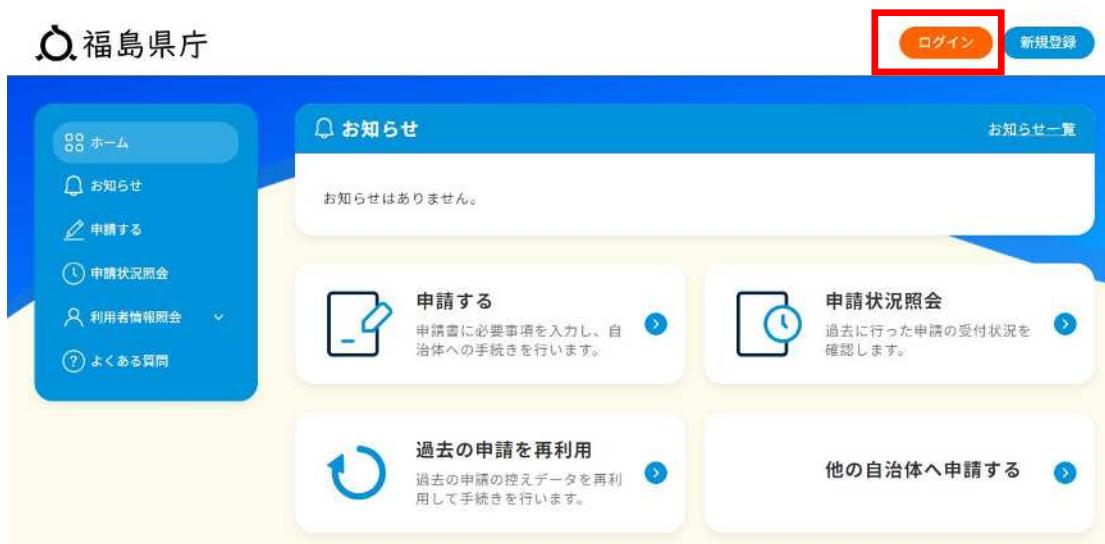 福島県庁
ログイン
新規登録
ホーム
お知らせ
申請する
申請状況照会
利用者情報照会
よくある質問
お知らせ
お知らせ一覧
お知らせはありません。
申請する
申請書に必要事項を入力し、自
治体への手続きを行います。
申請状況照会
過去に行った申請の受付状況を
確認します。
過去の申請を再利用
過去の申請の控えデータを再利
用して手続きを行います。
他の自治体へ申請する